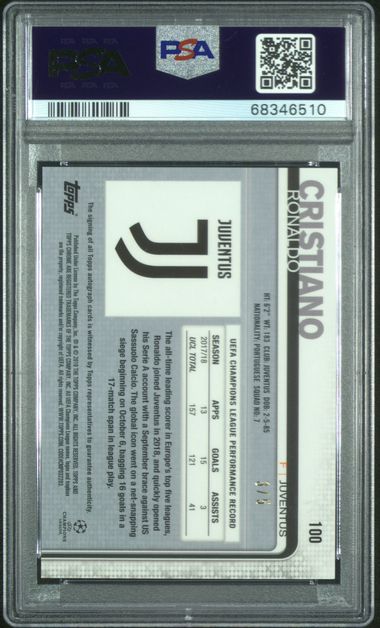 PSA
PSA
68346510
100
CRISTIANO
RONALDO
F | JUVENTUS
HT: 6'2" WT: 183 CLUB: JUVENTUS DOB: 2-5-85
NATIONALITY: PORTUGUESE SQUAD NO. 7
UEFA CHAMPIONS LEAGUE PERFORMANCE RECORD
SEASON APPS GOALS ASSISTS
2017/18 13 15 3
UCL TOTAL 157 121 41
JUVENTUS
The all-time leading scorer in Europe's top five leagues,
Ronaldo joined Juventus in 2018, and quickly opened
his Serie A account with a September brace against US
Sassuolo Calcio. The global icon went on a net-snapping
siege beginning on October 6, bagging 16 goals in a
17-match span in league play.
The signing of all Topps autograph cards is witnessed by Topps representatives to guarantee authenticity.
topps
CHAMPIONS
LEAGUE